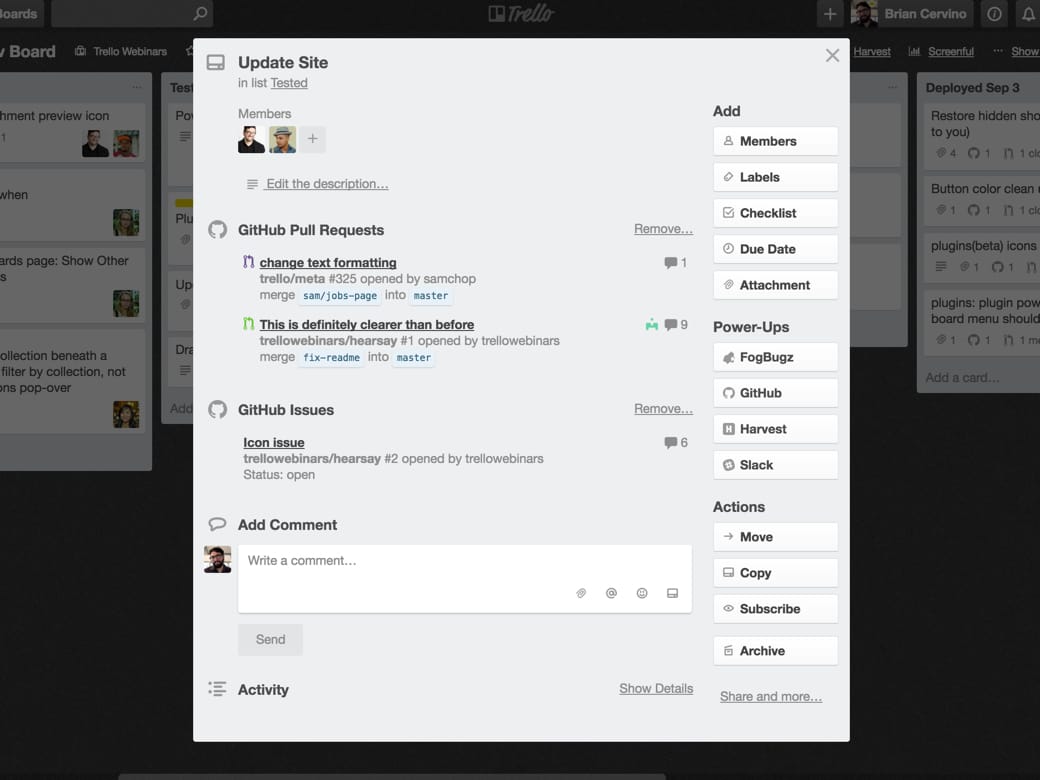 Boards
Trello
Brian Cervino
Board
Trello Webinars
Harvest
Screenful
Show
Update Site
in list Tested
Members
Edit the description…
GitHub Pull Requests
Remove…
change text formatting
1
trello/meta #325 opened by samchop
merge sam/jobs-page into master
This is definitely clearer than before
9
trellowebinars/hearsay #1 opened by trellowebinars
merge fix-readme into master
GitHub Issues
Remove…
Icon issue
6
trellowebinars/hearsay #2 opened by trellowebinars
Status: open
Add Comment
Write a comment…
Send
Activity
Show Details
Add
Members
Labels
Checklist
Due Date
Attachment
Power-Ups
FogBugz
GitHub
Harvest
Slack
Actions
Move
Copy
Subscribe
Archive
Share and more…
hment preview icon
1
when
ards page: Show Other
s
ollection beneath a
filter by collection, not
ons pop-over
Test
Po
Plu
Up
Dra
Add
Deployed Sep 3
Restore hidden sho
to you)
4 1 1 clo
Button color clean
1 1 1 clo
plugins(beta) icons
1 1
plugins: plugin pow
board menu should
1 1 1 me
Add a card…